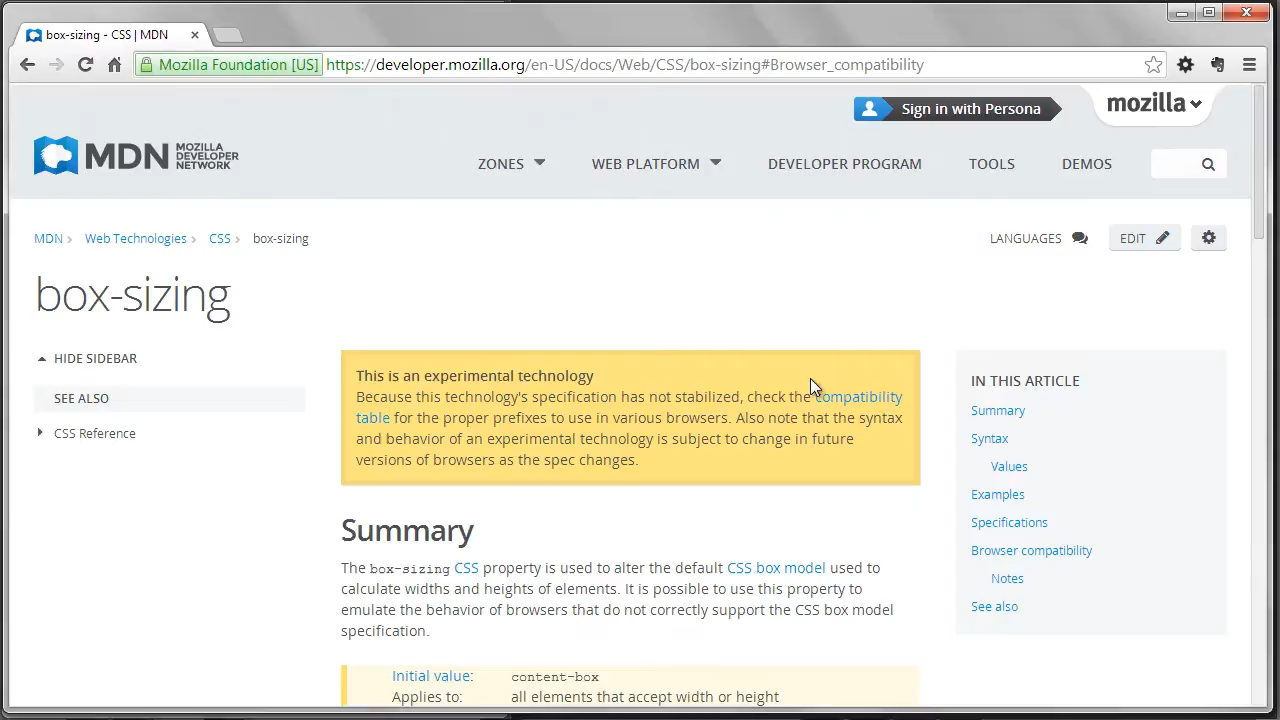 box-sizing - CSS | MDN
Mozilla Foundation [US] https://developer.mozilla.org/en-US/docs/Web/CSS/box-sizing#Browser_compatibility
Sign in with Persona
mozilla
MDN MOZILLA DEVELOPER NETWORK
ZONES WEB PLATFORM DEVELOPER PROGRAM TOOLS DEMOS
MDN Web Technologies CSS box-sizing
LANGUAGES EDIT
box-sizing
HIDE SIDEBAR
SEE ALSO
CSS Reference
This is an experimental technology
Because this technology's specification has not stabilized, check the compatibility
table for the proper prefixes to use in various browsers. Also note that the syntax
and behavior of an experimental technology is subject to change in future
versions of browsers as the spec changes.
Summary
The box-sizing CSS property is used to alter the default CSS box model used to
calculate widths and heights of elements. It is possible to use this property to
emulate the behavior of browsers that do not correctly support the CSS box model
specification.
Initial value: content-box
Applies to: all elements that accept width or height
IN THIS ARTICLE
Summary
Syntax
Values
Examples
Specifications
Browser compatibility
Notes
See also